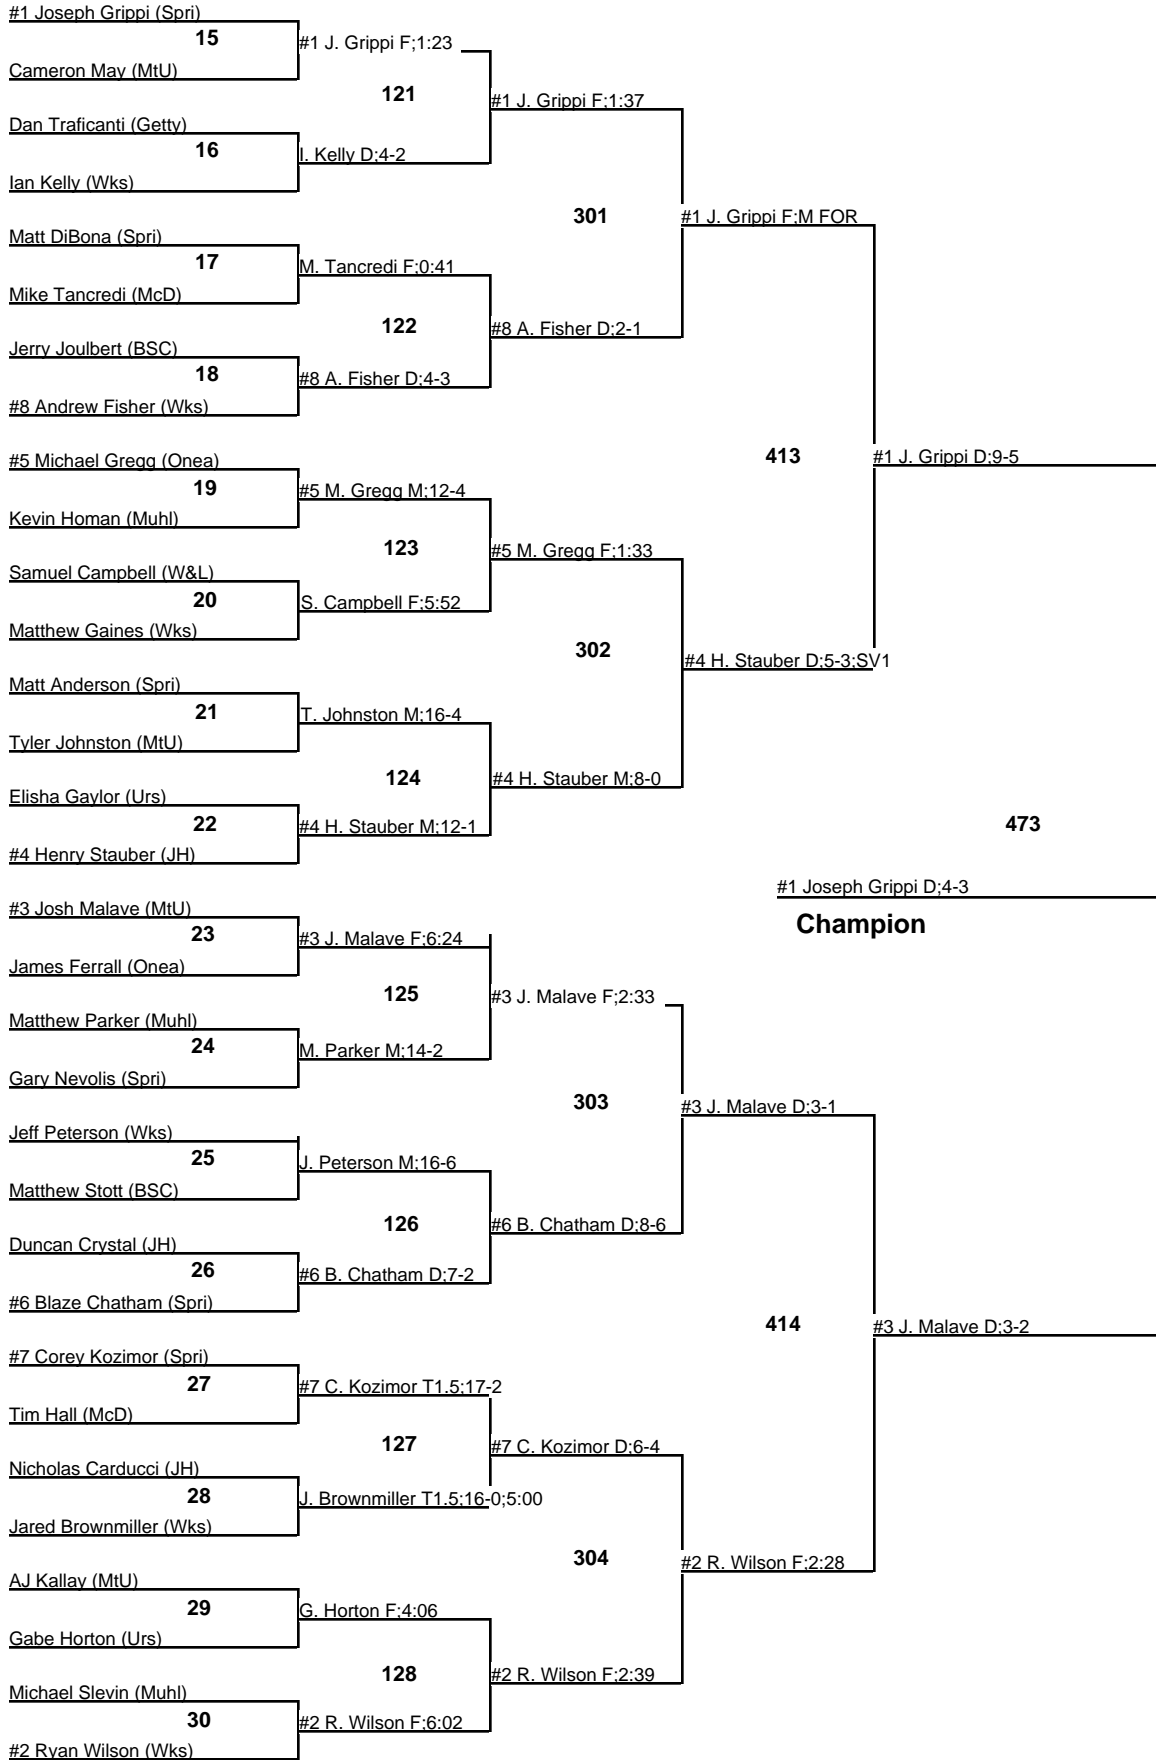 #1 Joseph Grippi (Spri)
15
#1 J. Grippi F;1:23
Cameron May (MtU)
121
#1 J. Grippi F;1:37
Dan Traficanti (Getty)
16
I. Kelly D;4-2
Ian Kelly (Wks)
301
#1 J. Grippi F;M FOR
Matt DiBona (Spri)
17
M. Tancredi F;0:41
Mike Tancredi (McD)
122
#8 A. Fisher D;2-1
Jerry Joulbert (BSC)
18
#8 A. Fisher D;4-3
#8 Andrew Fisher (Wks)
413
#1 J. Grippi D;9-5
#5 Michael Gregg (Onea)
19
#5 M. Gregg M;12-4
Kevin Homan (Muhl)
123
#5 M. Gregg F;1:33
Samuel Campbell (W&L)
20
S. Campbell F;5:52
Matthew Gaines (Wks)
302
#4 H. Stauber D;5-3;SV1
Matt Anderson (Spri)
21
T. Johnston M;16-4
Tyler Johnston (MtU)
124
#4 H. Stauber M;8-0
Elisha Gaylor (Urs)
22
#4 H. Stauber M;12-1
#4 Henry Stauber (JH)
473
#1 Joseph Grippi D;4-3
Champion
#3 Josh Malave (MtU)
23
#3 J. Malave F;6:24
James Ferrall (Onea)
125
#3 J. Malave F;2:33
Matthew Parker (Muhl)
24
M. Parker M;14-2
Gary Nevolis (Spri)
303
#3 J. Malave D;3-1
Jeff Peterson (Wks)
25
J. Peterson M;16-6
Matthew Stott (BSC)
126
#6 B. Chatham D;8-6
Duncan Crystal (JH)
26
#6 B. Chatham D;7-2
#6 Blaze Chatham (Spri)
414
#3 J. Malave D;3-2
#7 Corey Kozimor (Spri)
27
#7 C. Kozimor T1.5;17-2
Tim Hall (McD)
127
#7 C. Kozimor D;6-4
Nicholas Carducci (JH)
28
J. Brownmiller T1.5;16-0;5:00
Jared Brownmiller (Wks)
304
#2 R. Wilson F;2:28
AJ Kallay (MtU)
29
G. Horton F;4:06
Gabe Horton (Urs)
128
#2 R. Wilson F;2:39
Michael Slevin (Muhl)
30
#2 R. Wilson F;6:02
#2 Ryan Wilson (Wks)